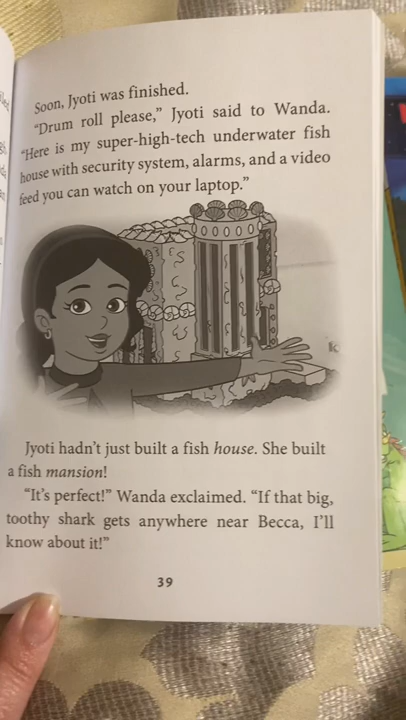 Soon, Jyoti was finished.
“Drum roll please,” Jyoti said to Wanda.
“Here is my super-high-tech underwater fish
house with security system, alarms, and a video
feed you can watch on your laptop.”
Jyoti hadn’t just built a fish house. She built
a fish mansion!
“It’s perfect!” Wanda exclaimed. “If that big,
toothy shark gets anywhere near Becca, I’ll
know about it!”
39